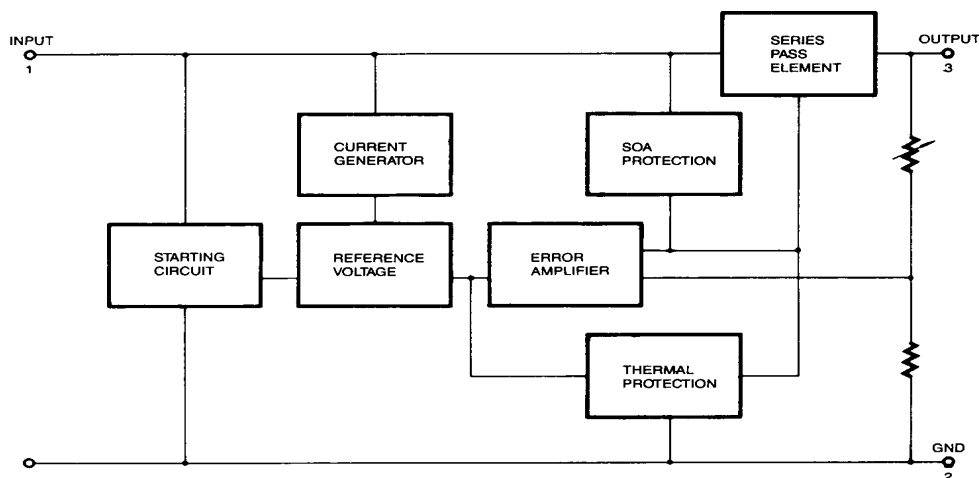 INPUT
1
SERIES
PASS
ELEMENT
OUTPUT
3
CURRENT
GENERATOR
SOA
PROTECTION
STARTING
CIRCUIT
REFERENCE
VOLTAGE
ERROR
AMPLIFIER
THERMAL
PROTECTION
GND
2